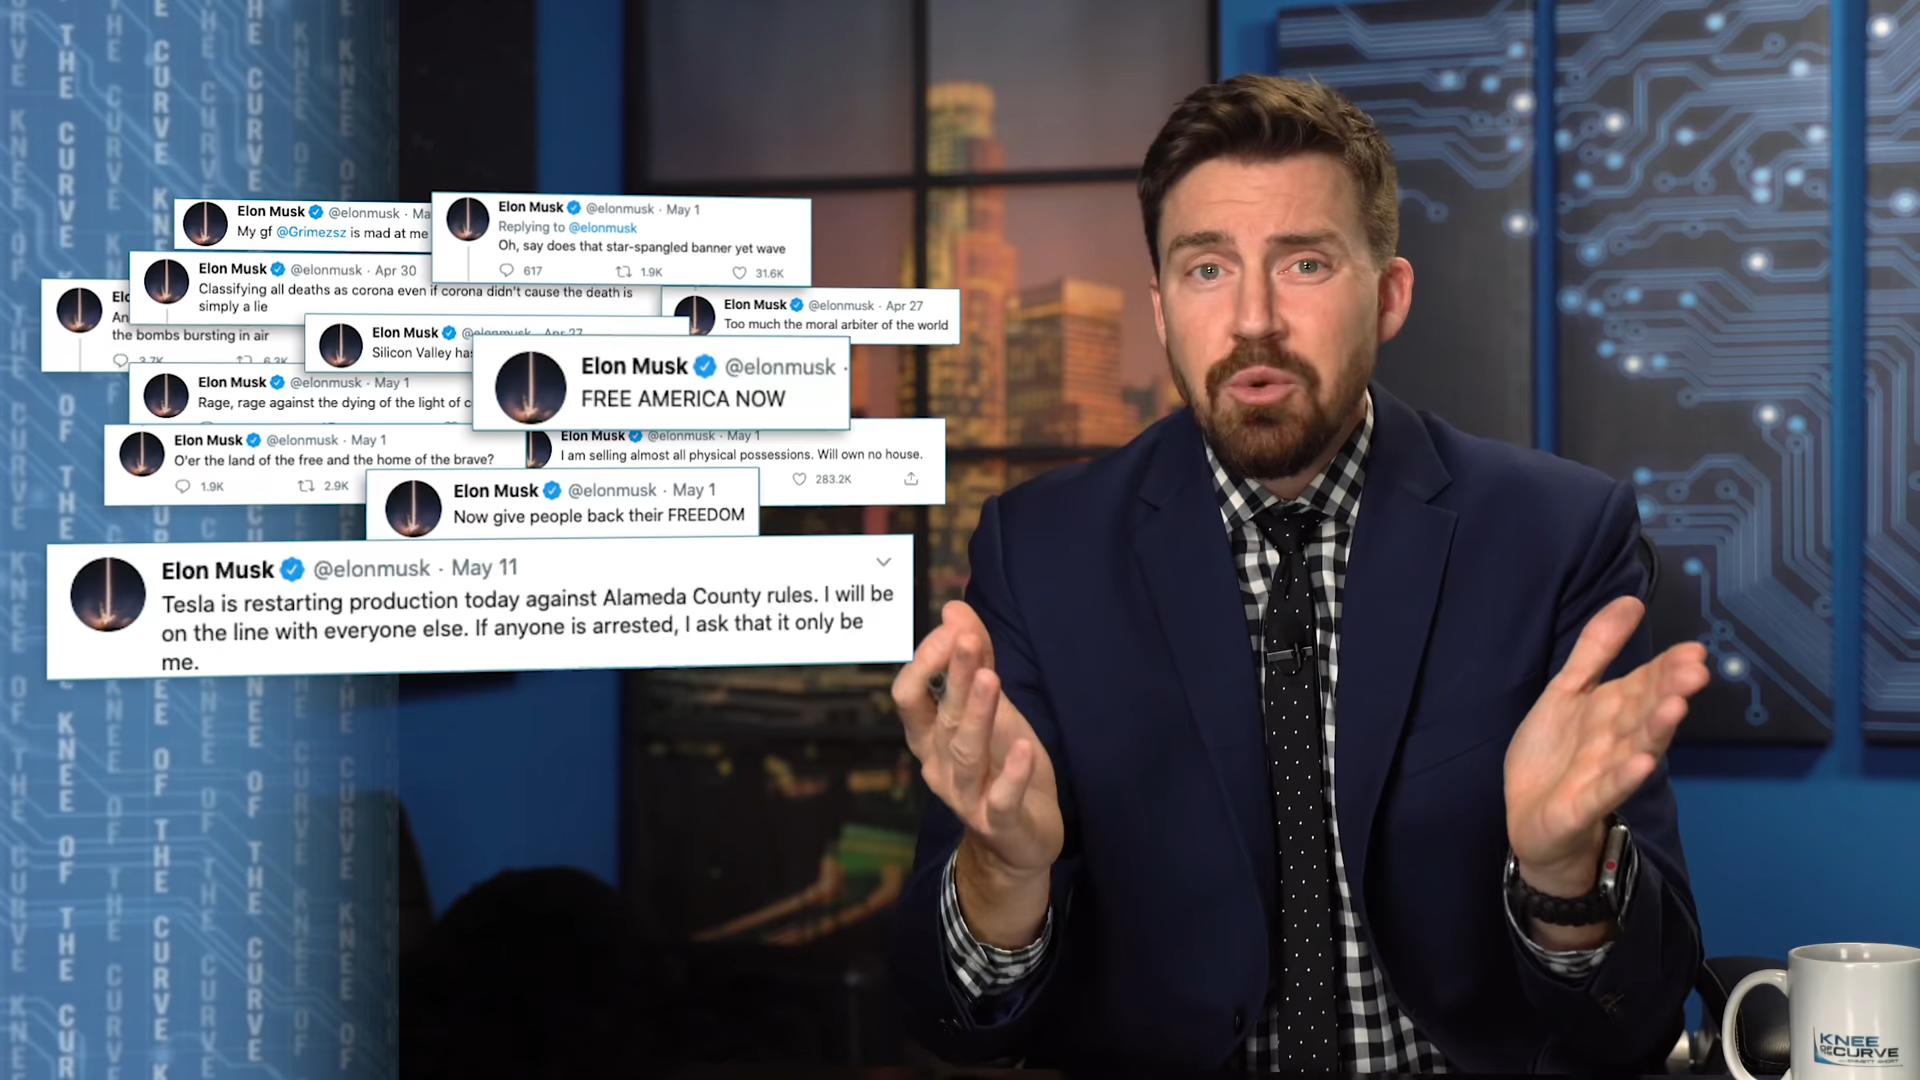 Elon Musk @elonmusk · Ma
My gf @Grimezsz is mad at me
Elon Musk @elonmusk · May 1
Replying to @elonmusk
Oh, say does that star-spangled banner yet wave
617 1.9K 31.6K
Elon Musk @elonmusk · Apr 30
Classifying all deaths as corona even if corona didn't cause the death is
simply a lie
the bombs bursting in air
3.7K 6.3K
Elon Musk @elonmusk · Apr 27
Too much the moral arbiter of the world
Elon Musk @elonmusk · Apr 27
Silicon Valley has
Elon Musk @elonmusk ·
FREE AMERICA NOW
Elon Musk @elonmusk · May 1
Rage, rage against the dying of the light of c
Elon Musk @elonmusk · May 1
O'er the land of the free and the home of the brave?
1.9K 2.9K
Elon Musk @elonmusk · May 1
I am selling almost all physical possessions. Will own no house.
283.2K
Elon Musk @elonmusk · May 1
Now give people back their FREEDOM
Elon Musk @elonmusk · May 11
Tesla is restarting production today against Alameda County rules. I will be
on the line with everyone else. If anyone is arrested, I ask that it only be
me.
KNEE
OF THE CURVE